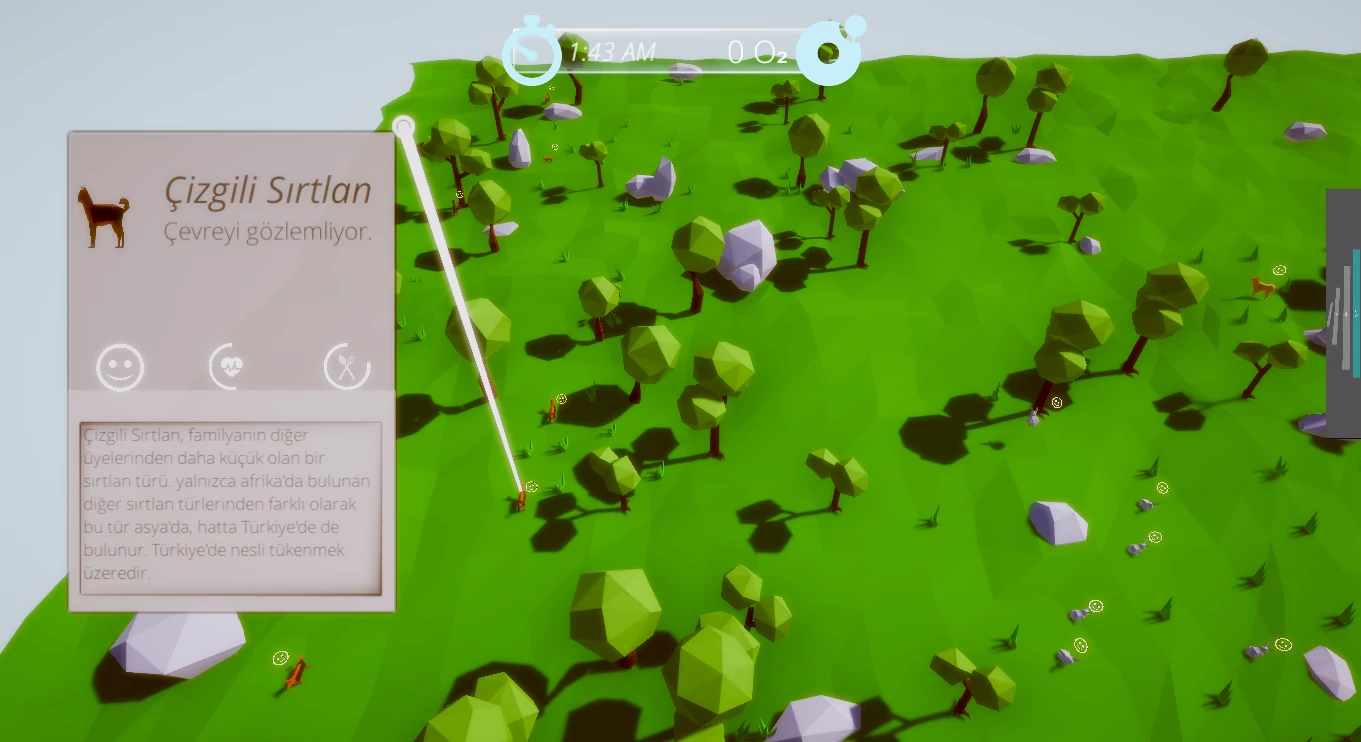 1:43 AM
0 O₂
Çizgili Sırtlan
Çevreyi gözlemliyor.
Çizgili Sırtlan, familyanın diğer
üyelerinden daha küçük olan bir
sırtlan türü. yalnızca afrika'da bulunan
diğer sırtlan türlerinden farklı olarak
bu tür asya'da, hatta Türkiye'de de
bulunur. Türkiye'de nesli tükenmek
üzeredir.